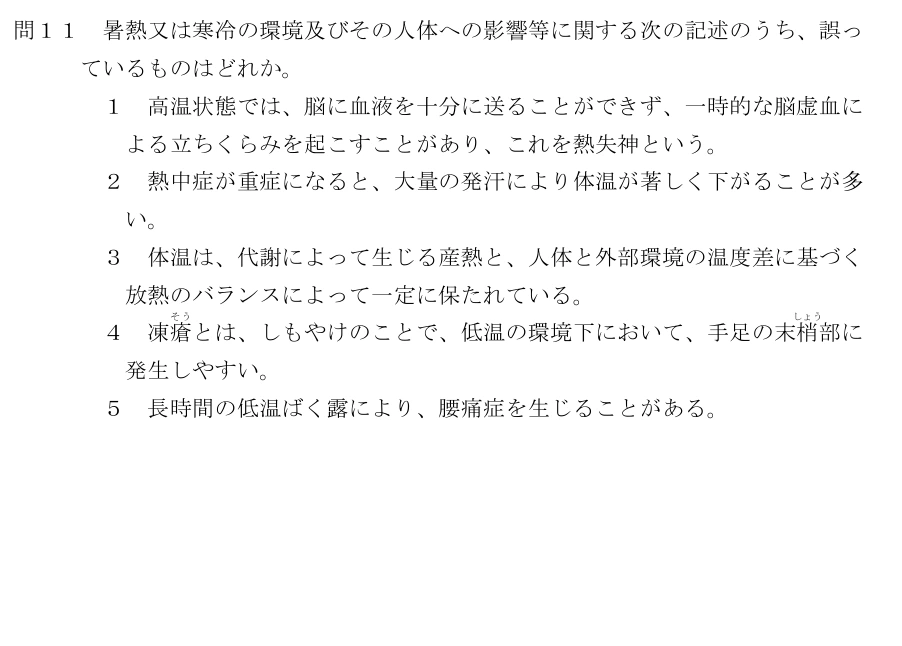 問１１　暑熱又は寒冷の環境及びその人体への影響等に関する次の記述のうち、誤っ
ているものはどれか。
１　高温状態では、脳に血液を十分に送ることができず、一時的な脳虚血に
よる立ちくらみを起こすことがあり、これを熱失神という。
２　熱中症が重症になると、大量の発汗により体温が著しく下がることが多
い。
３　体温は、代謝によって生じる産熱と、人体と外部環境の温度差に基づく
放熱のバランスによって一定に保たれている。
そう　しょう
４　凍瘡とは、しもやけのことで、低温の環境下において、手足の末梢部に
発生しやすい。
５　長時間の低温ばく露により、腰痛症を生じることがある。